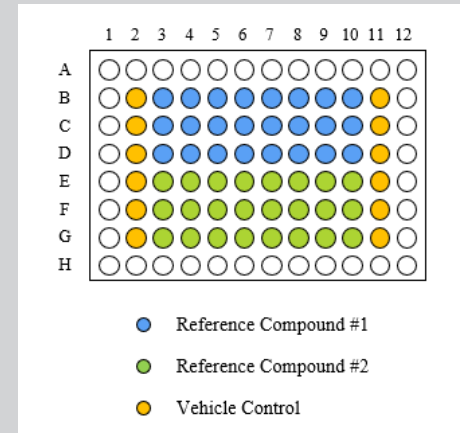 1 2 3 4 5 6 7 8 9 10 11 12
A
B
C
D
E
F
G
H
Reference Compound #1
Reference Compound #2
Vehicle Control